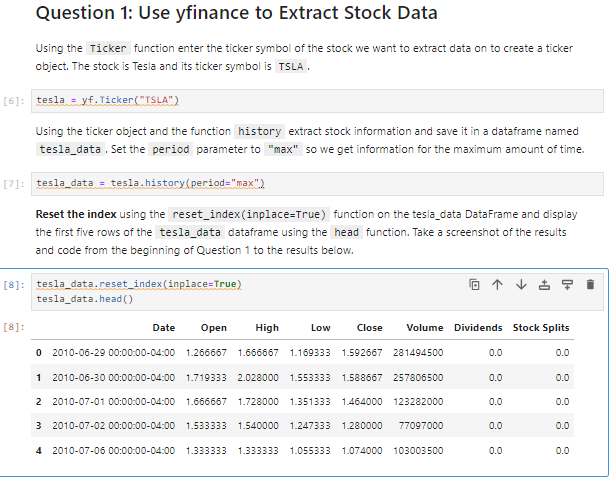 Question 1: Use yfinance to Extract Stock Data
Using the Ticker function enter the ticker symbol of the stock we want to extract data on to create a ticker
object. The stock is Tesla and its ticker symbol is TSLA .
[6]: tesla = yf.Ticker("TSLA")
Using the ticker object and the function history extract stock information and save it in a dataframe named
tesla_data . Set the period parameter to "max" so we get information for the maximum amount of time.
[7]: tesla_data = tesla.history(period="max")
Reset the index using the reset_index(inplace=True) function on the tesla_data DataFrame and display
the first five rows of the tesla_data dataframe using the head function. Take a screenshot of the results
and code from the beginning of Question 1 to the results below.
[8]: tesla_data.reset_index(inplace=True)
tesla_data.head()
[8]: Date Open High Low Close Volume Dividends Stock Splits
0 2010-06-29 00:00:00-04:00 1.266667 1.666667 1.169333 1.592667 281494500 0.0 0.0
1 2010-06-30 00:00:00-04:00 1.719333 2.028000 1.553333 1.588667 257806500 0.0 0.0
2 2010-07-01 00:00:00-04:00 1.666667 1.728000 1.351333 1.464000 123282000 0.0 0.0
3 2010-07-02 00:00:00-04:00 1.533333 1.540000 1.247333 1.280000 77097000 0.0 0.0
4 2010-07-06 00:00:00-04:00 1.333333 1.333333 1.055333 1.074000 103003500 0.0 0.0